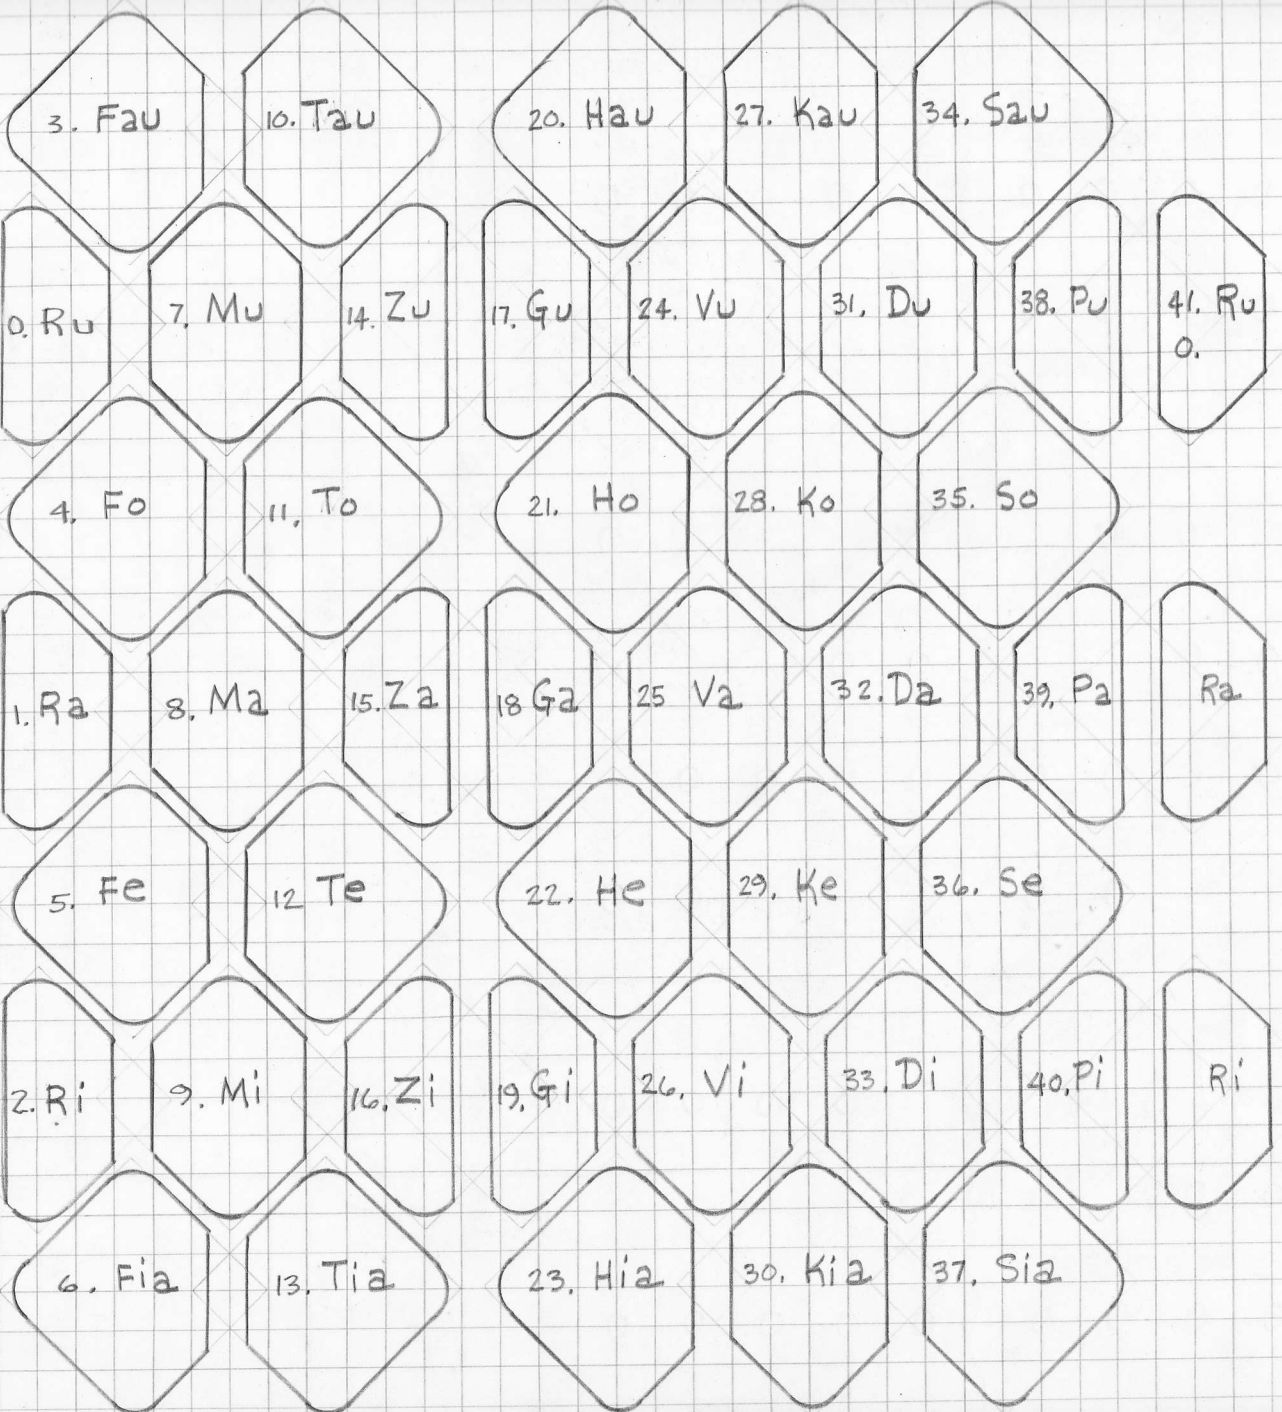 3. Fau 10. Tau 20. Hau 27. Kau 34. Sau
0. Ru 7. Mu 14. Zu 17. Gu 24. Vu 31. Du 38. Pu 41. Ru
0.
4. Fo 11. To 21. Ho 28. Ko 35. So
1. Ra 8. Ma 15. Za 18 Ga 25 Va 32. Da 39. Pa Ra
5. Fe 12 Te 22. He 29. Ke 36. Se
2. Ri 9. Mi 16. Zi 19. Gi 26. Vi 33. Di 40. Pi Ri
6. Fia 13. Tia 23. Hia 30. Kia 37. Sia